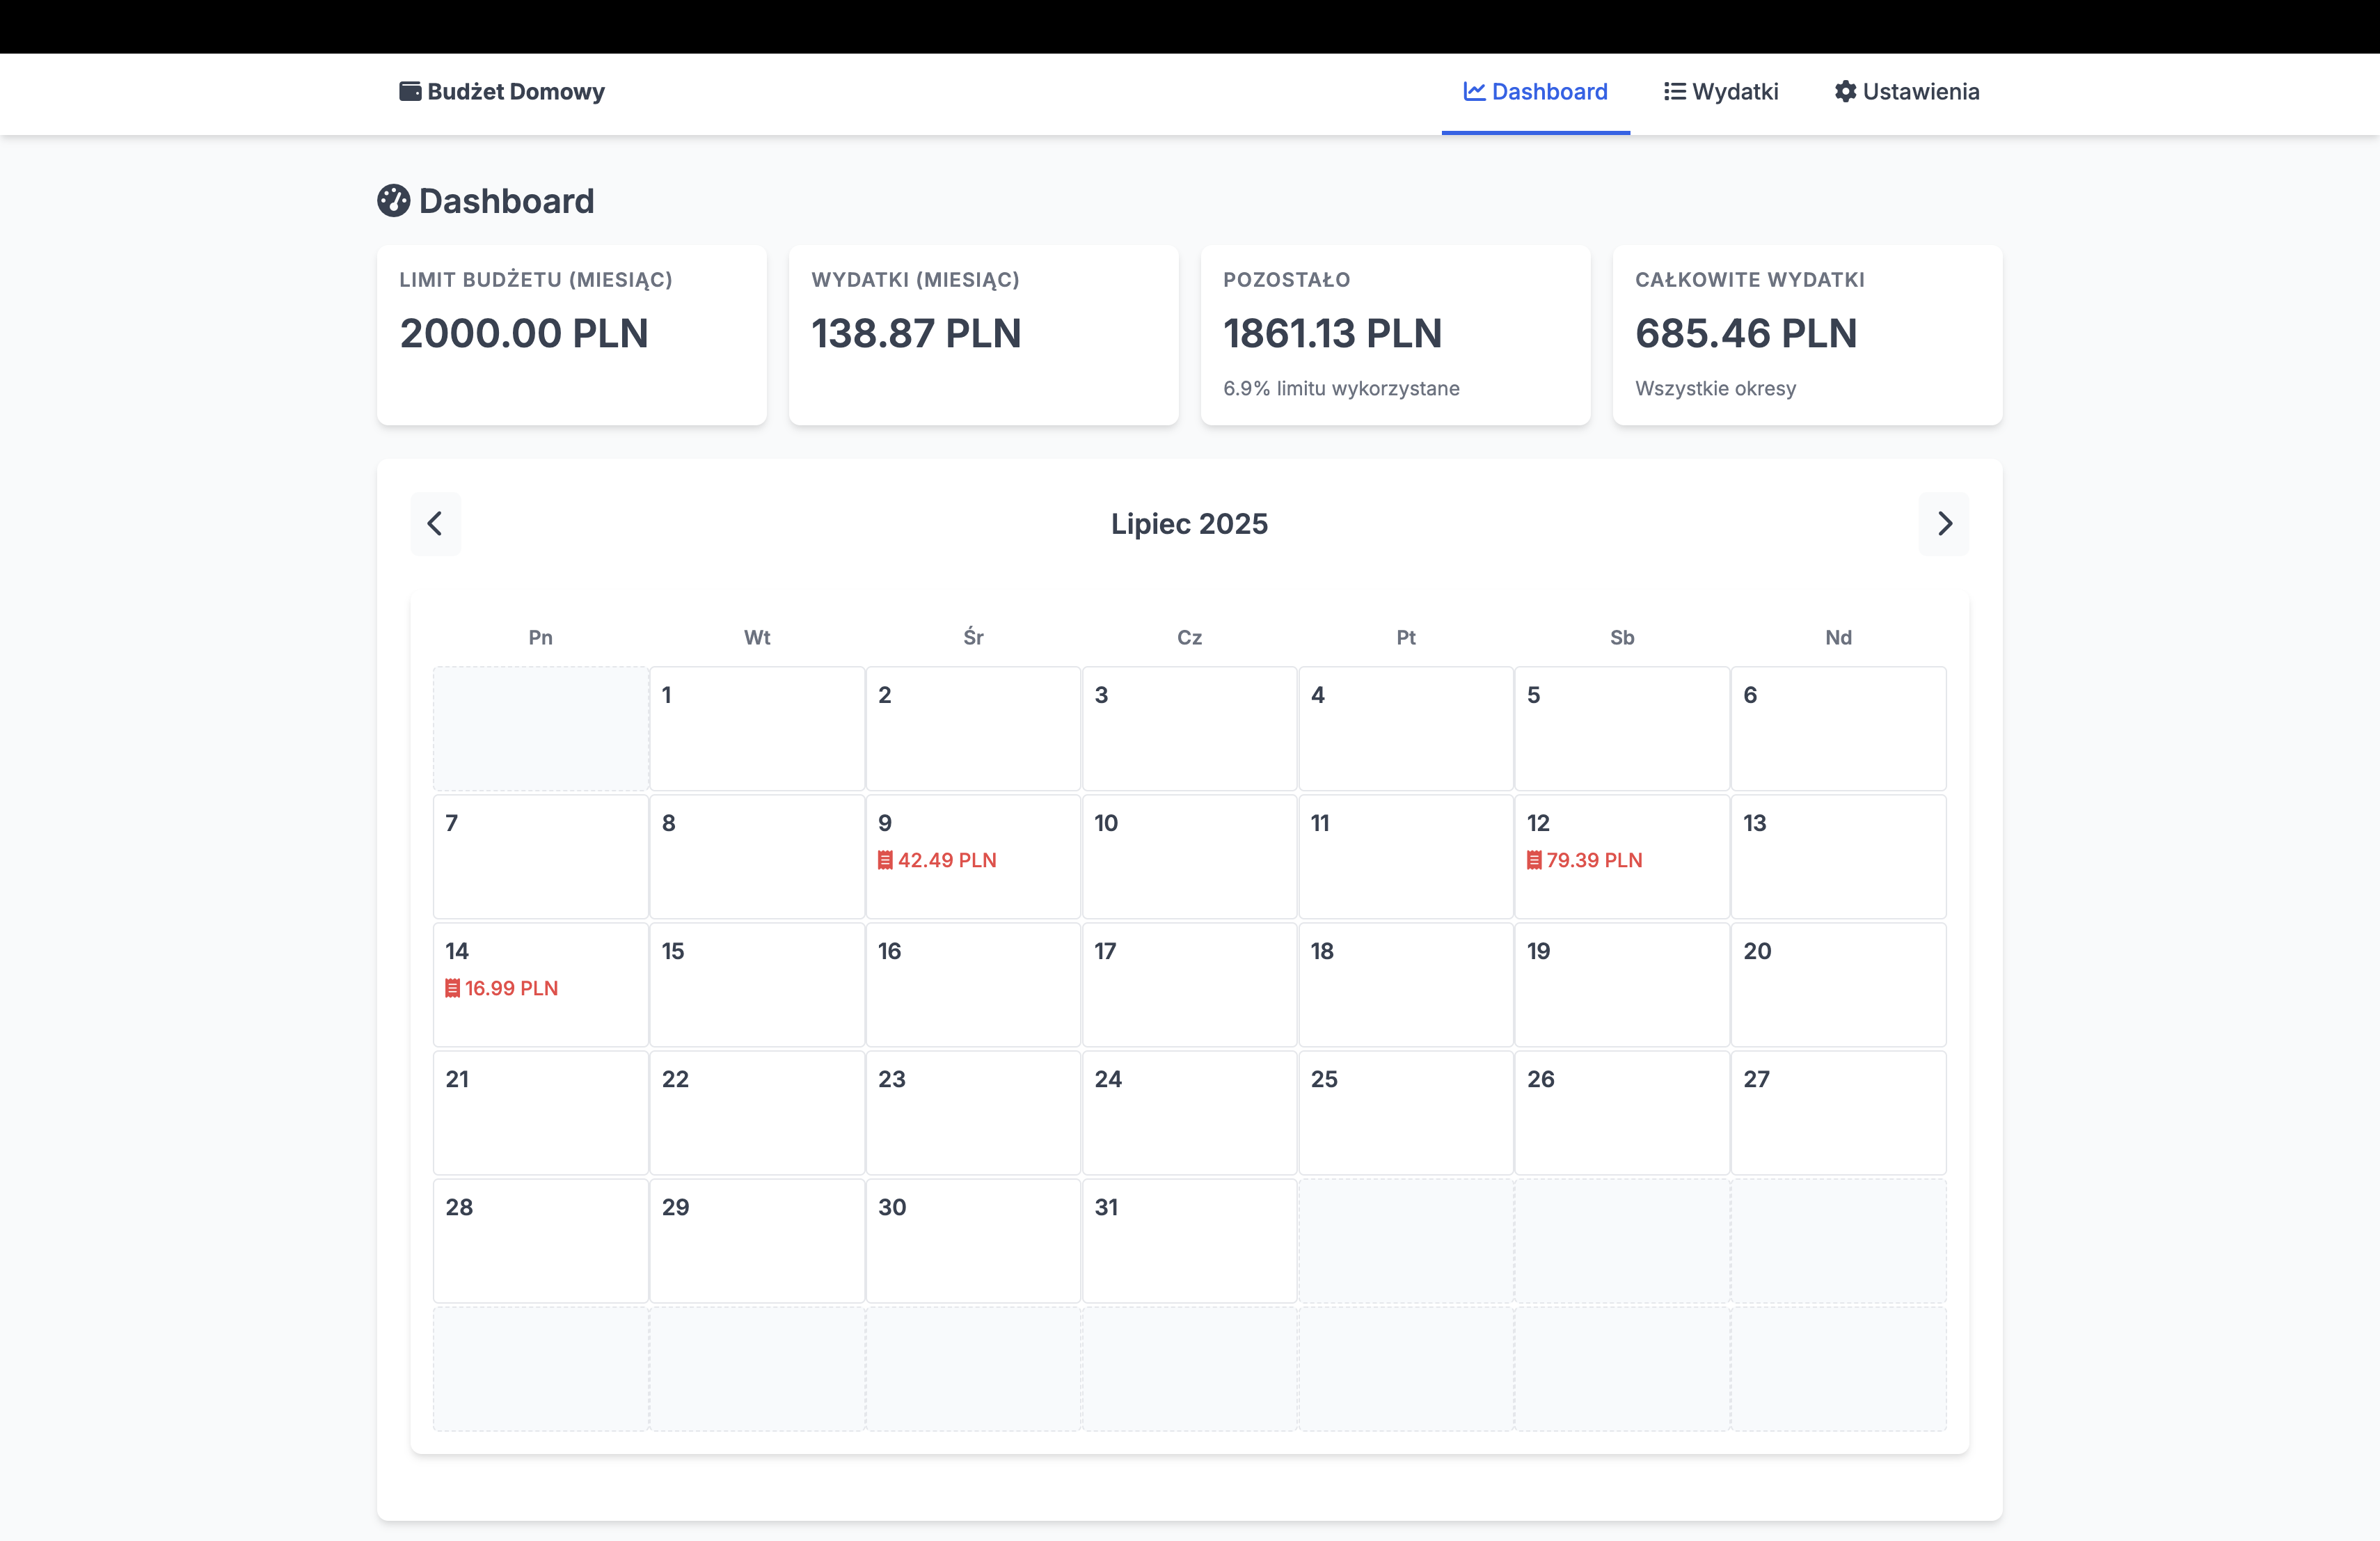 Budżet Domowy
Dashboard
Wydatki
Ustawienia
Dashboard
LIMIT BUDŻETU (MIESIĄC)
2000.00 PLN
WYDATKI (MIESIĄC)
138.87 PLN
POZOSTAŁO
1861.13 PLN
6.9% limitu wykorzystane
CAŁKOWITE WYDATKI
685.46 PLN
Wszystkie okresy
Lipiec 2025
Pn Wt Śr Cz Pt Sb Nd
1 2 3 4 5 6
7 8 9 10 11 12 13
42.49 PLN 79.39 PLN
14 15 16 17 18 19 20
16.99 PLN
21 22 23 24 25 26 27
28 29 30 31